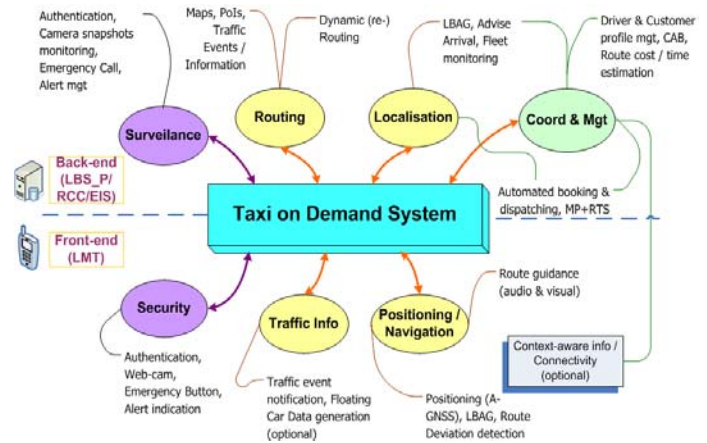 Authentication,
Camera snapshots
monitoring,
Emergency Call,
Alert mgt
Maps, PoIs,
Traffic
Events /
Information
Dynamic (re-)
Routing
LBAG, Advise
Arrival, Fleet
monitoring
Driver & Customer
profile mgt, CAB,
Route cost / time
estimation
Surveilance
Routing
Localisation
Coord & Mgt
Back-end
(LBS_P/
RCC/EIS)
Automated booking &
dispatching, MP+RTS
Taxi on Demand System
Front-end
(LMT)
Security
Traffic Info
Positioning /
Navigation
Route guidance
(audio & visual)
Context-aware info /
Connectivity
(optional)
Authentication,
Web-cam,
Emergency Button,
Alert indication
Traffic event
notification, Floating
Car Data generation
(optional)
Positioning (A-
GNSS), LBAG, Route
Deviation detection